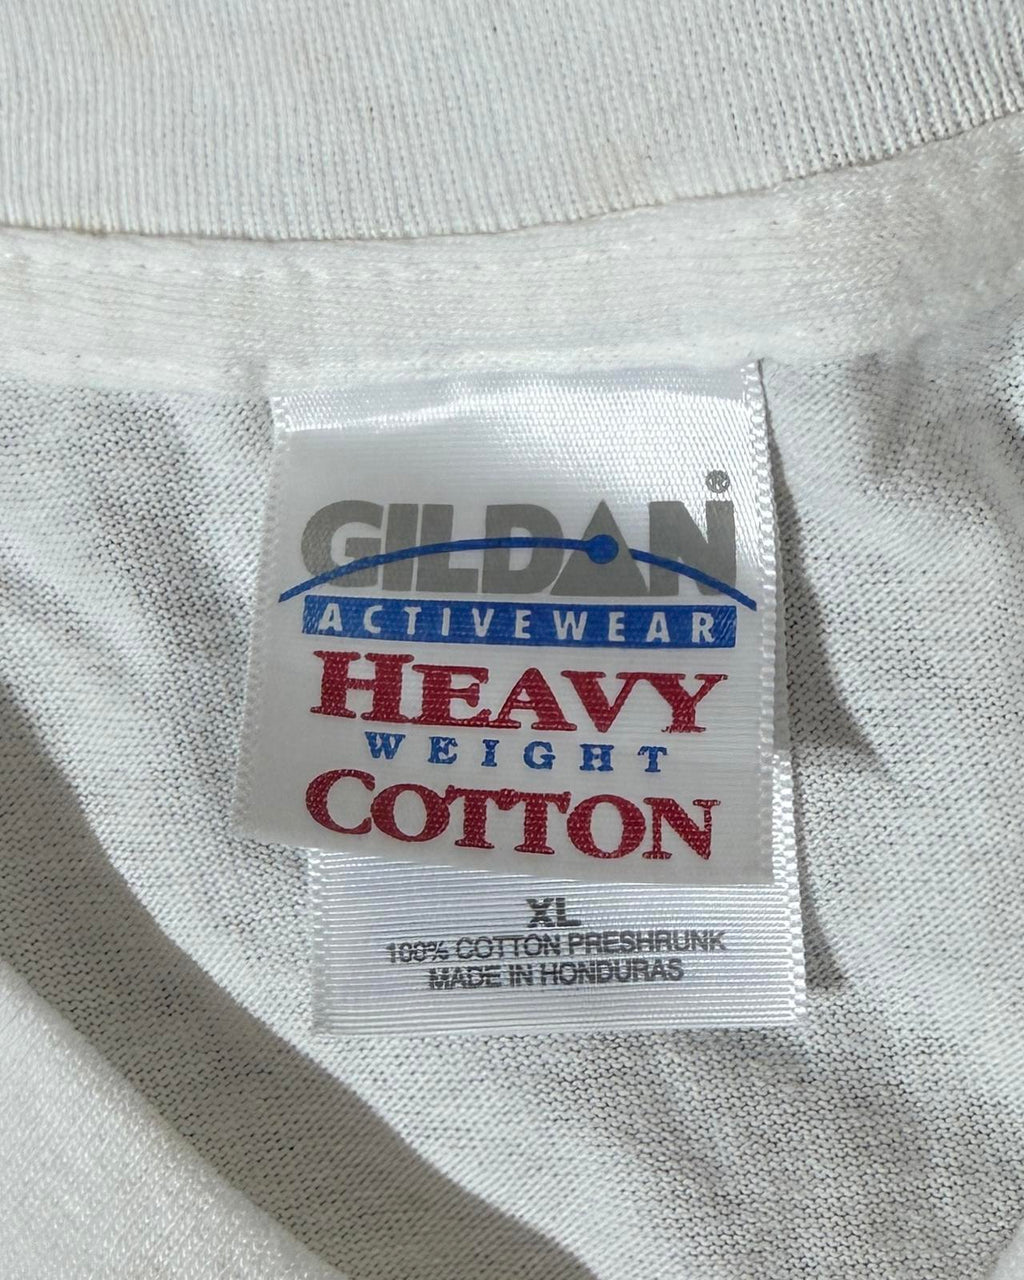 GILDAN®
ACTIVEWEAR
HEAVY
WEIGHT
COTTON
XL
100% COTTON PRESHRUNK
MADE IN HONDURAS